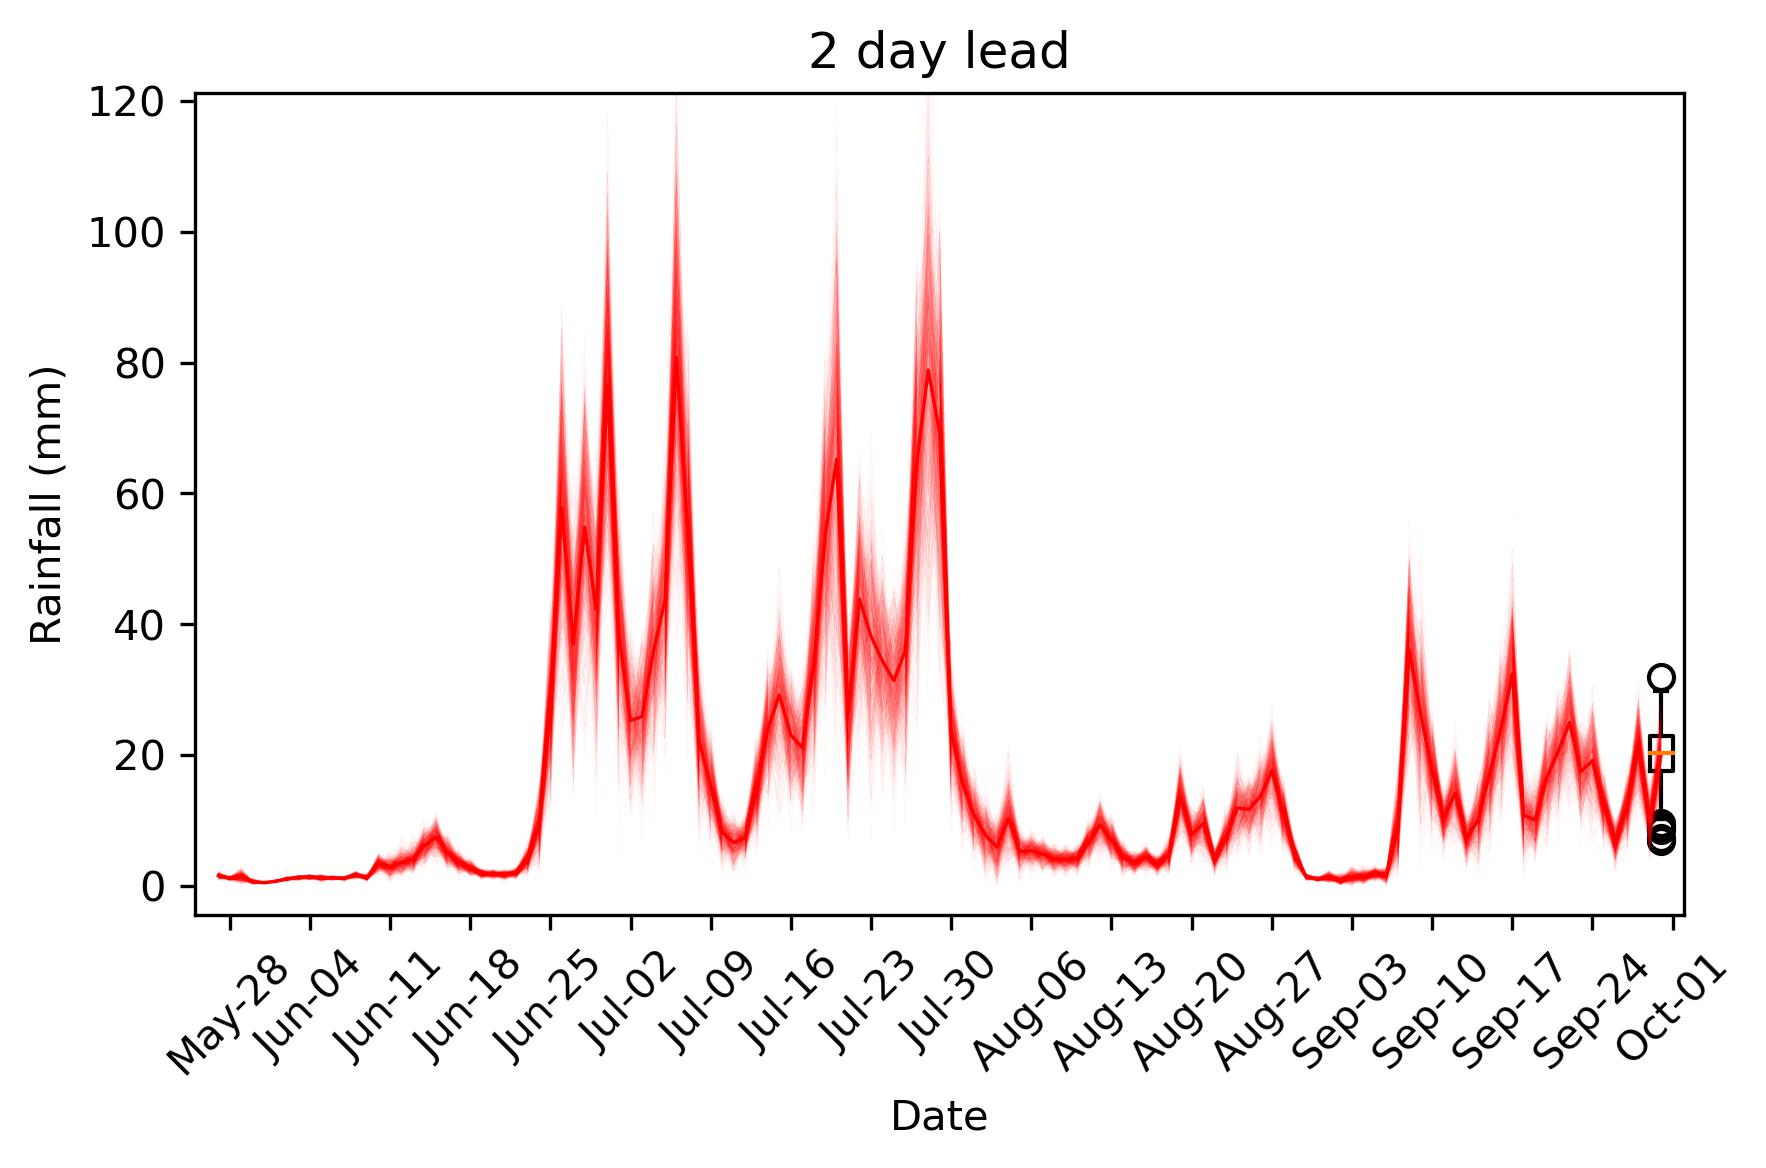 2 day lead
120
100
80
60
40
20
0
Rainfall (mm)
May-28
Jun-04
Jun-11
Jun-18
Jun-25
Jul-02
Jul-09
Jul-16
Jul-23
Jul-30
Aug-06
Aug-13
Aug-20
Aug-27
Sep-03
Sep-10
Sep-17
Sep-24
Oct-01
Date